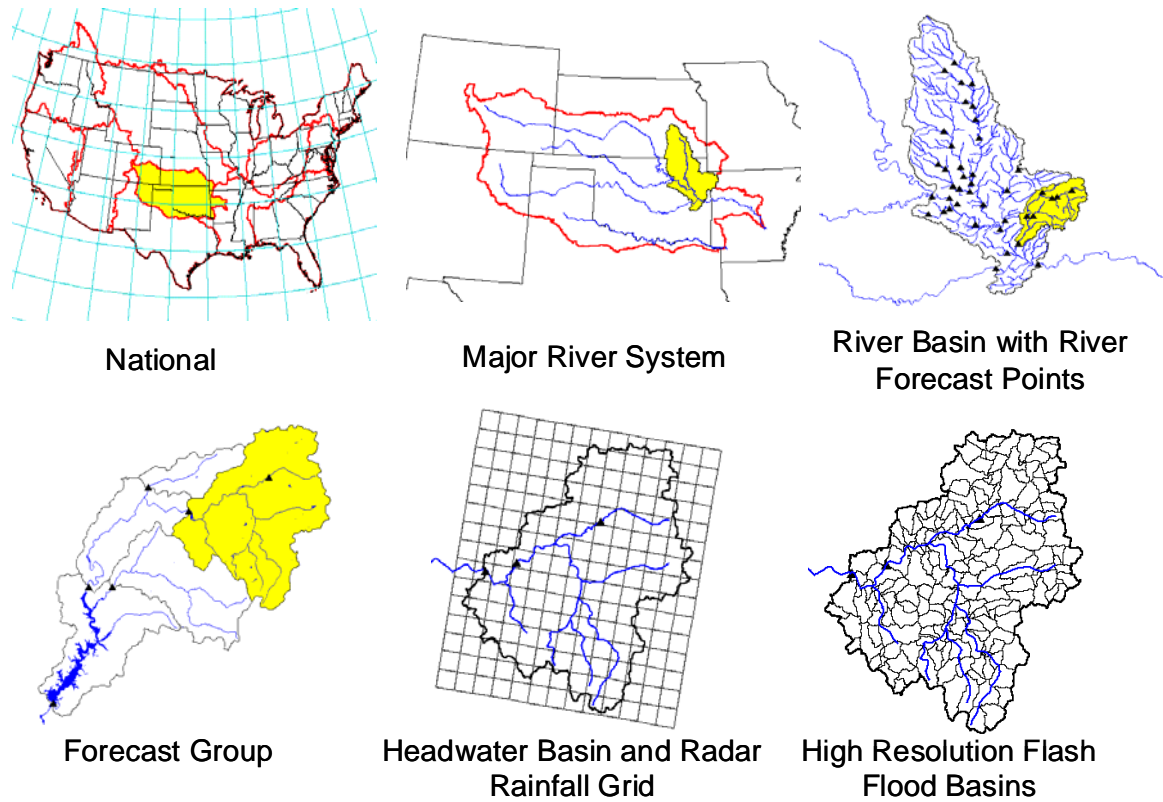 National
Major River System
River Basin with River
Forecast Points
Forecast Group
Headwater Basin and Radar
Rainfall Grid
High Resolution Flash
Flood Basins